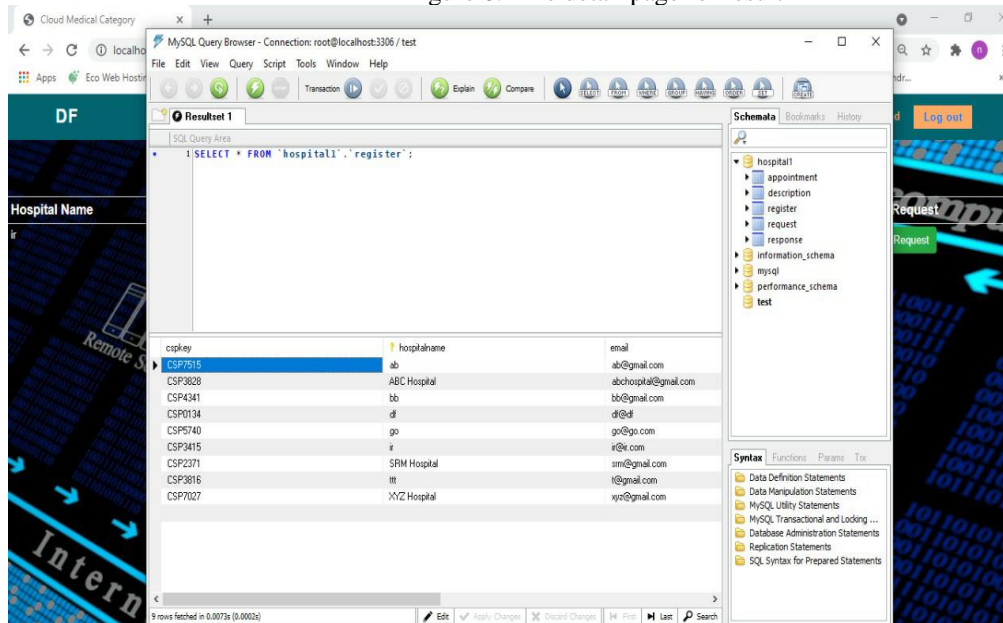 Cloud Medical Category
MySQL Query Browser - Connection: root@localhost:3306 / test
localho
File Edit View Query Script Tools Window Help
Apps Eco Web Hostin
Transaction Explain Compare SELECT FROM WHERE GROUP HAVING ORDER SET CREATE
DF
Resultset 1
Schemata Bookmarks History
Log out
SQL Query Area
1 SELECT * FROM `hospital1`.`register`;
hospital1
appointment
description
register
request
response
information_schema
mysql
performance_schema
test
Hospital Name
Request
ir
Request
Remote S
Intern
compu
cspkey hospitalname email
CSP7515 ab ab@gmail.com
CSP3828 ABC Hospital abchospital@gmail.com
CSP4341 bb bb@gmail.com
CSP0134 df df@df
CSP5740 go go@go.com
CSP3415 ir ir@ir.com
CSP2371 SRM Hospital srm@gmail.com
CSP3816 ttt t@gmail.com
CSP7027 XYZ Hospital xyz@gmail.com
Syntax Functions Params Trx
Data Definition Statements
Data Manipulation Statements
MySQL Utility Statements
MySQL Transactional and Locking ...
Database Administration Statements
Replication Statements
SQL Syntax for Prepared Statements
9 rows fetched in 0.0073s (0.0002s)
Edit Apply Changes Discard Changes First Last Search